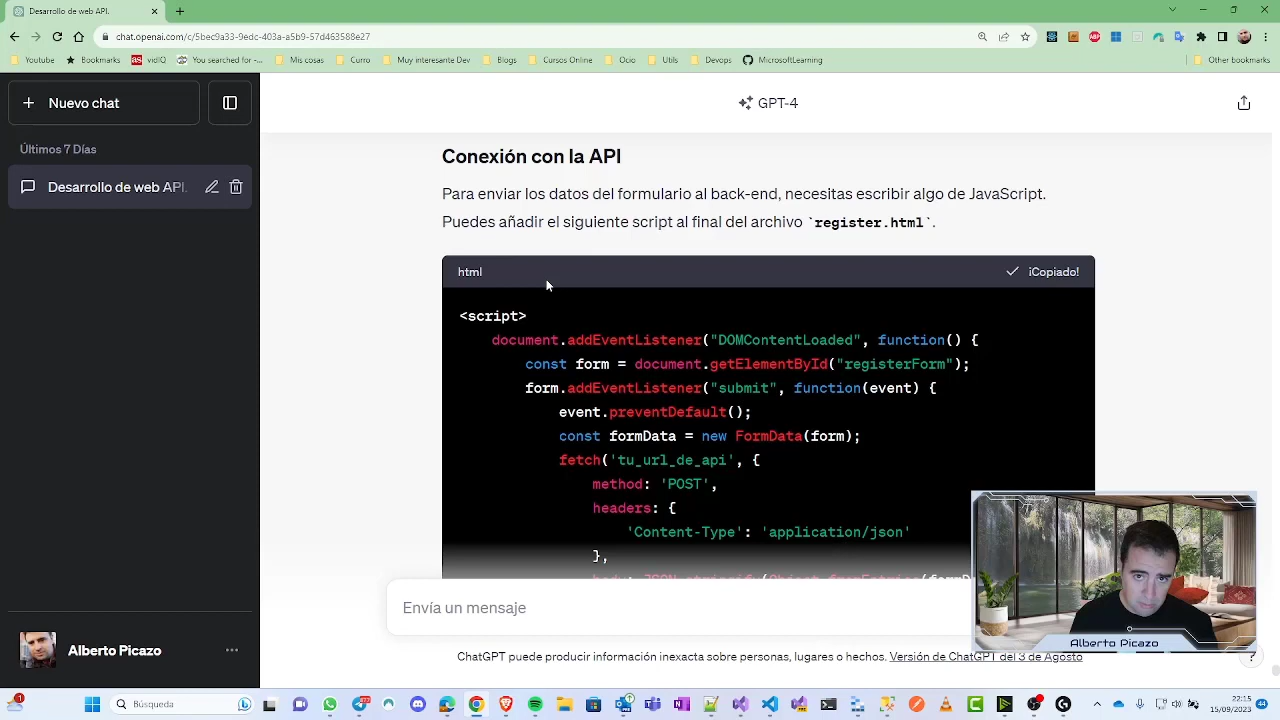 Desarrollo de web API.
chat.openai.com/c/5bec9a33-9edc-403a-a5b9-57d463588e27
Youtube
Bookmarks
vidIQ
You searched for -...
Mis cosas
Curro
Muy interesante Dev
Blogs
Cursos Online
Ocio
Utils
Devops
MicrosoftLearning
Other bookmarks
Nuevo chat
GPT-4
Últimos 7 Días
Desarrollo de web API.
Conexión con la API
Para enviar los datos del formulario al back-end, necesitas escribir algo de JavaScript.
Puedes añadir el siguiente script al final del archivo `register.html`.
html
¡Copiado!
<script>
document.addEventListener("DOMContentLoaded", function() {
const form = document.getElementById("registerForm");
form.addEventListener("submit", function(event) {
event.preventDefault();
const formData = new FormData(form);
fetch('tu_url_de_api', {
method: 'POST',
headers: {
'Content-Type': 'application/json'
},
Envía un mensaje
Alberto Picazo
Alberto Picazo
ChatGPT puede producir información inexacta sobre personas, lugares o hechos. Versión de ChatGPT del 3 de Agosto
?
Búsqueda
22:15
15/09/2023